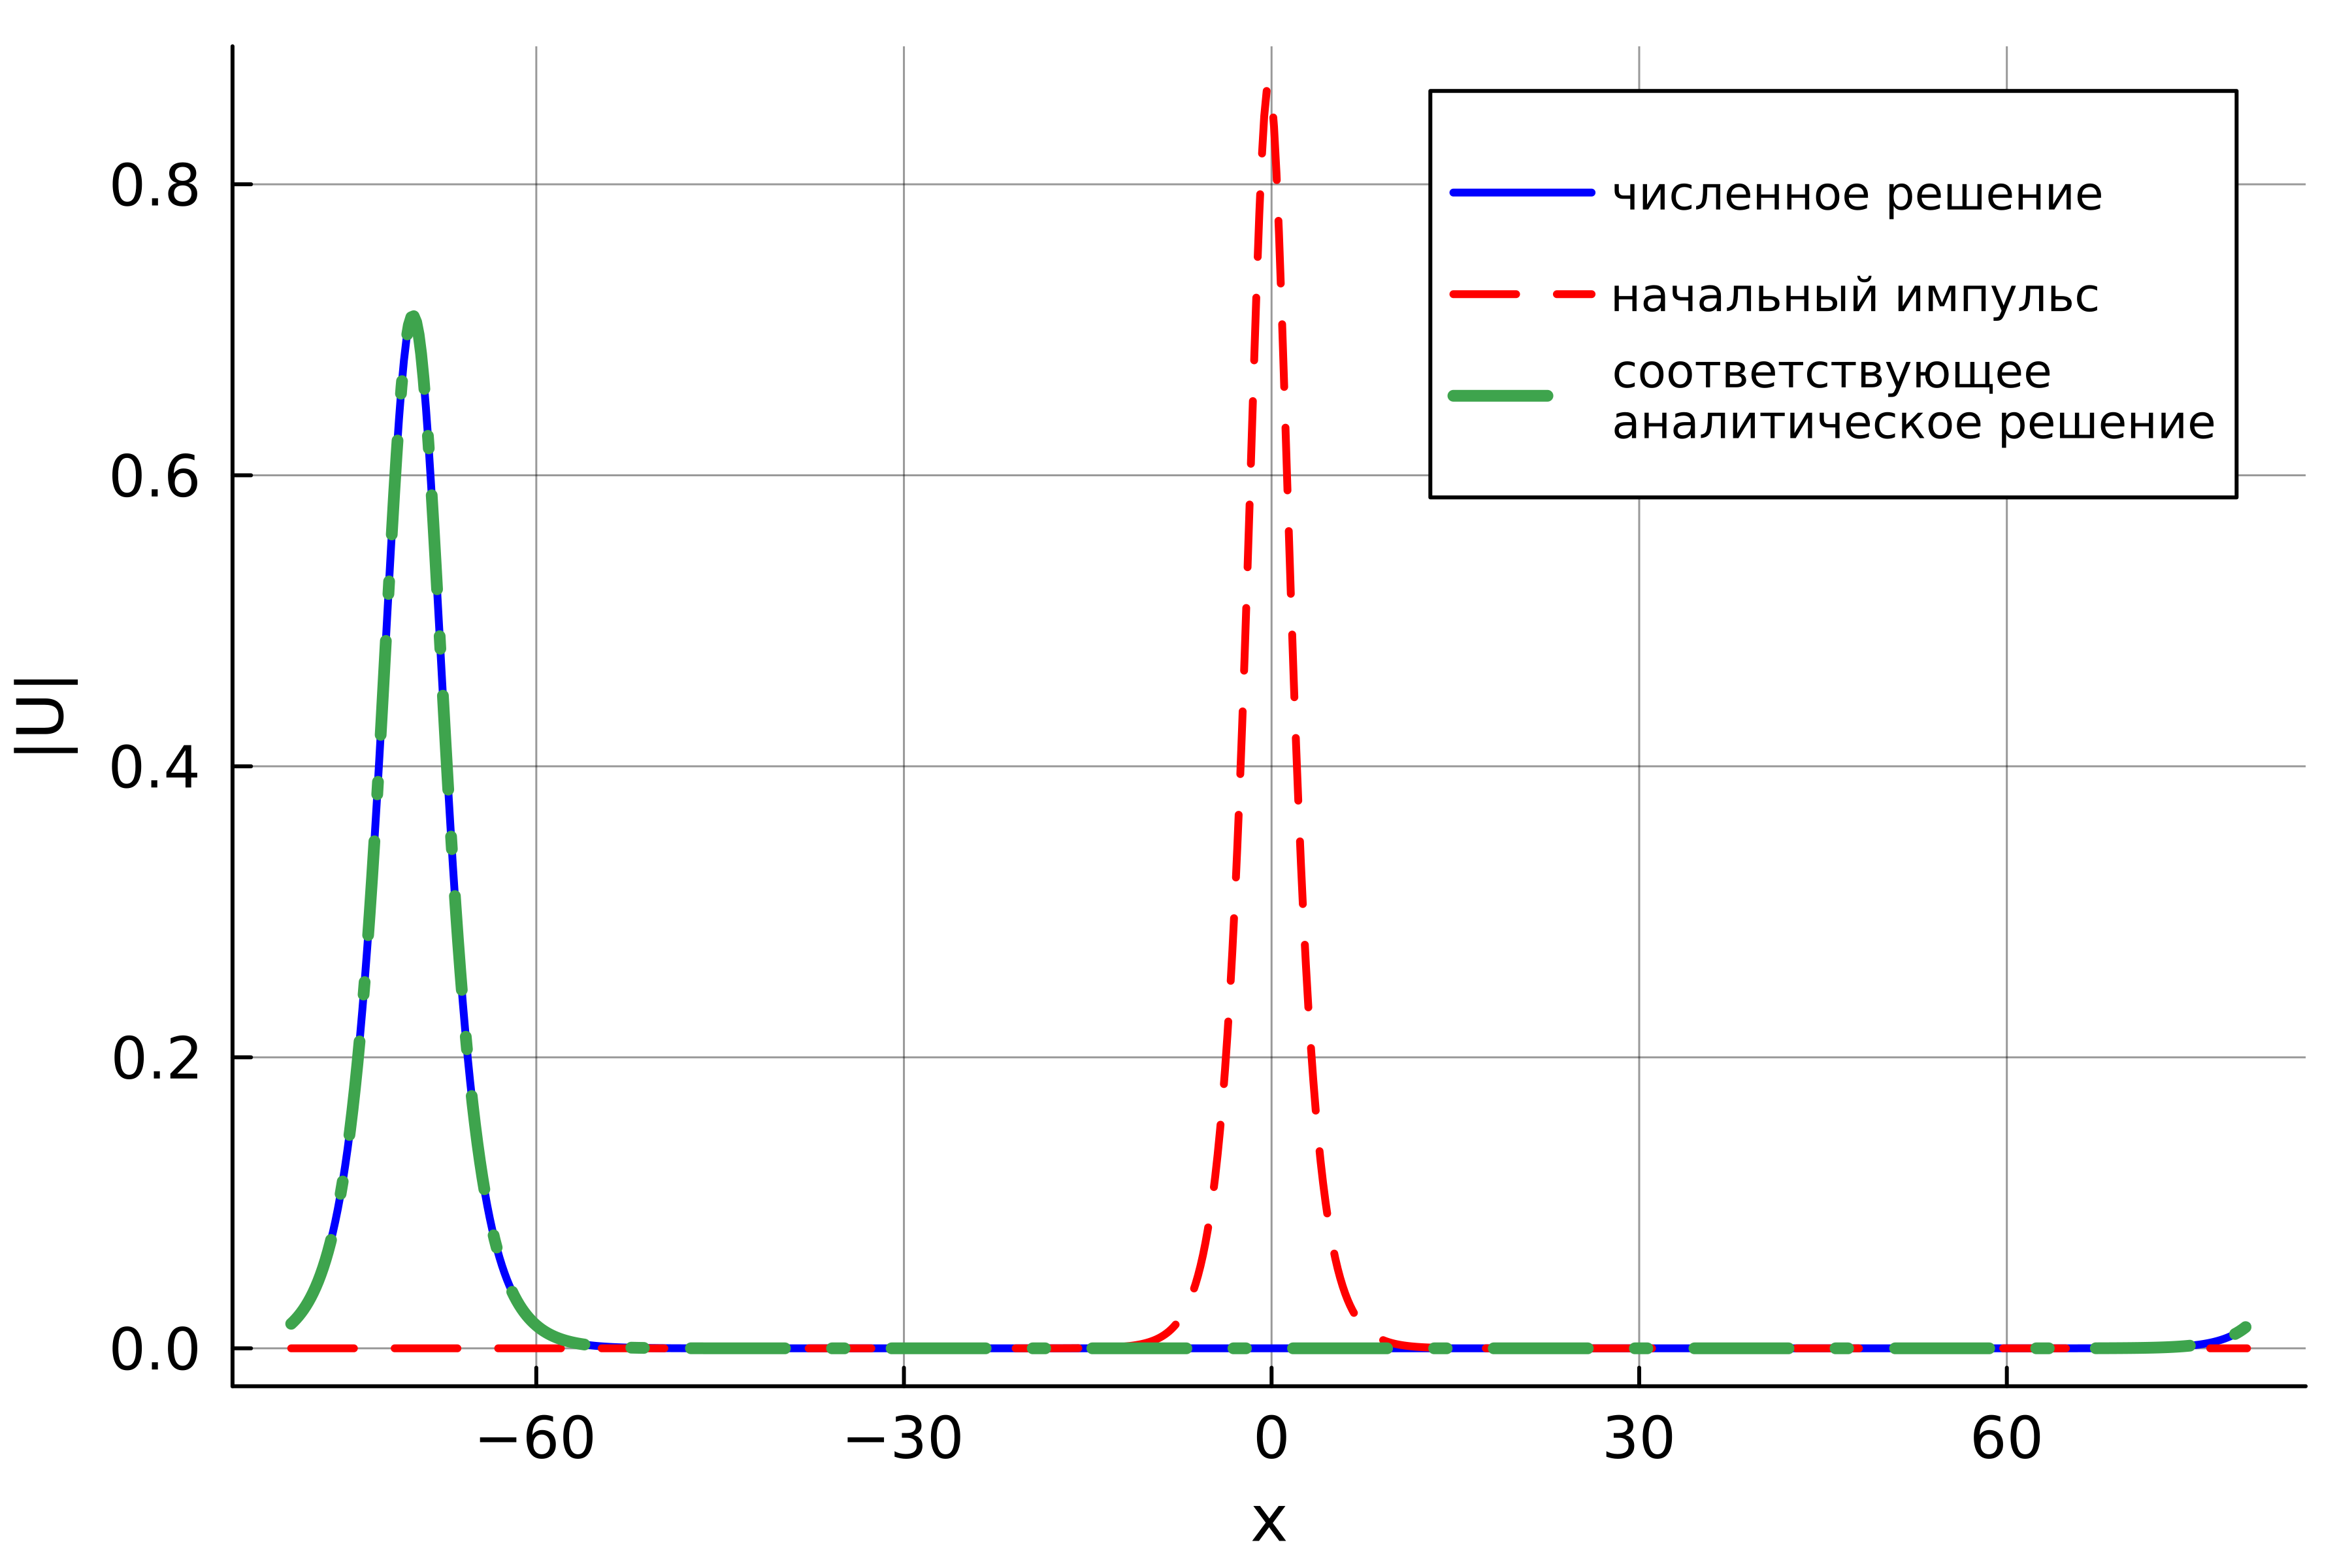 численное решение
начальный импульс
соответствующее
аналитическое решение
0.8
0.6
0.4
0.2
0.0
|U|
−60
−30
0
30
60
x